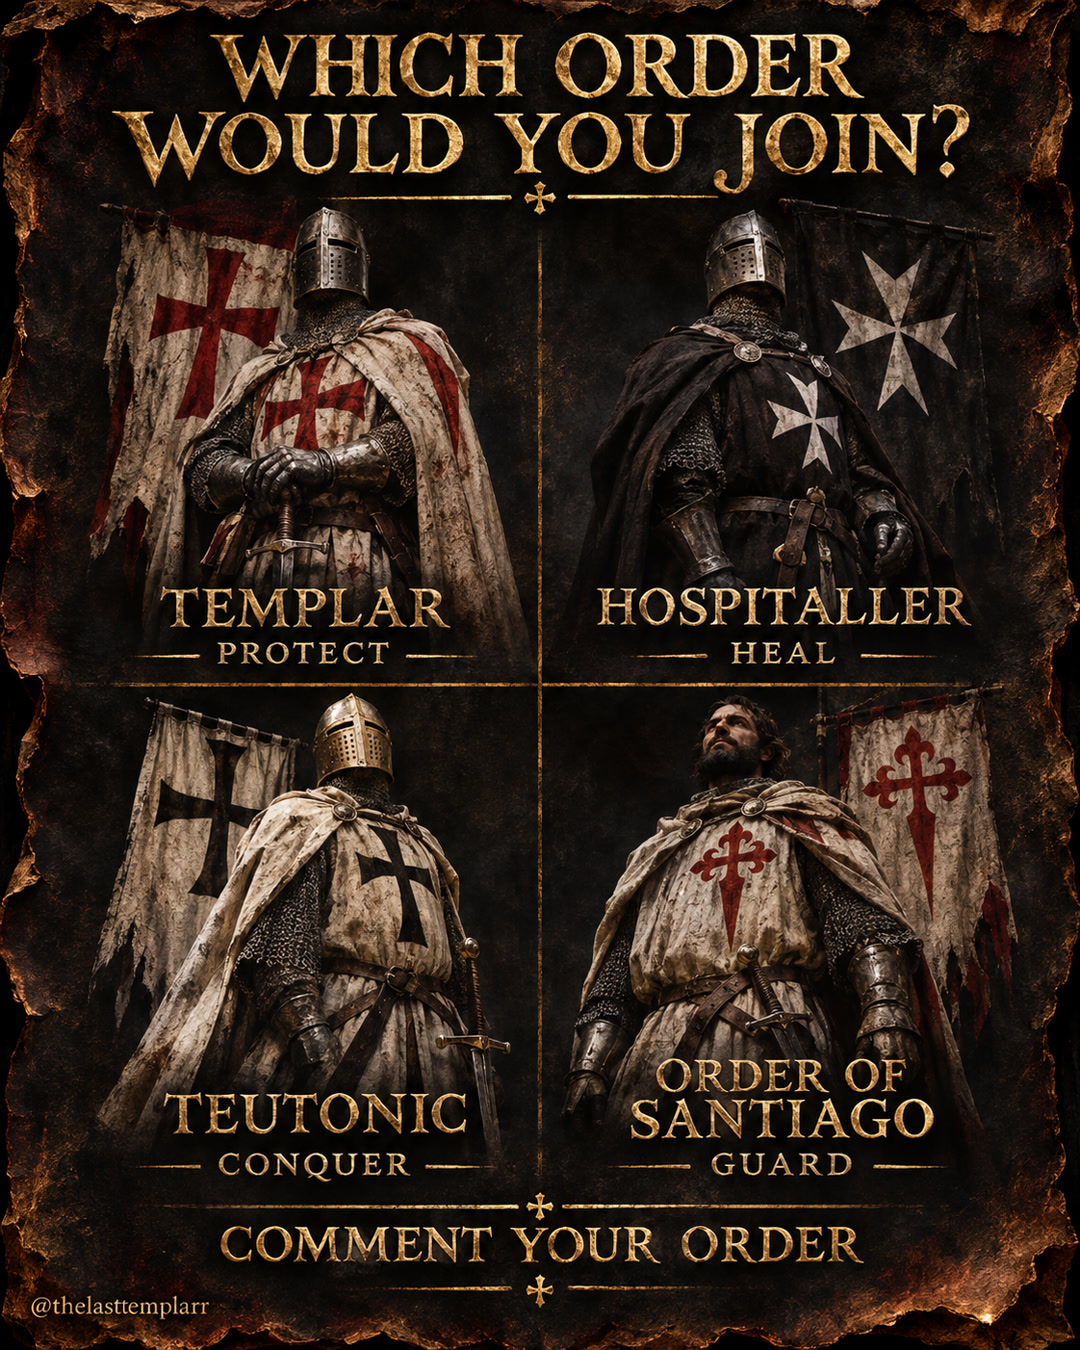 WHICH ORDER
WOULD YOU JOIN?
TEMPLAR
PROTECT
HOSPITALLER
HEAL
TEUTONIC
CONQUER
ORDER OF
SANTIAGO
GUARD
COMMENT YOUR ORDER
@thelasttemplarr